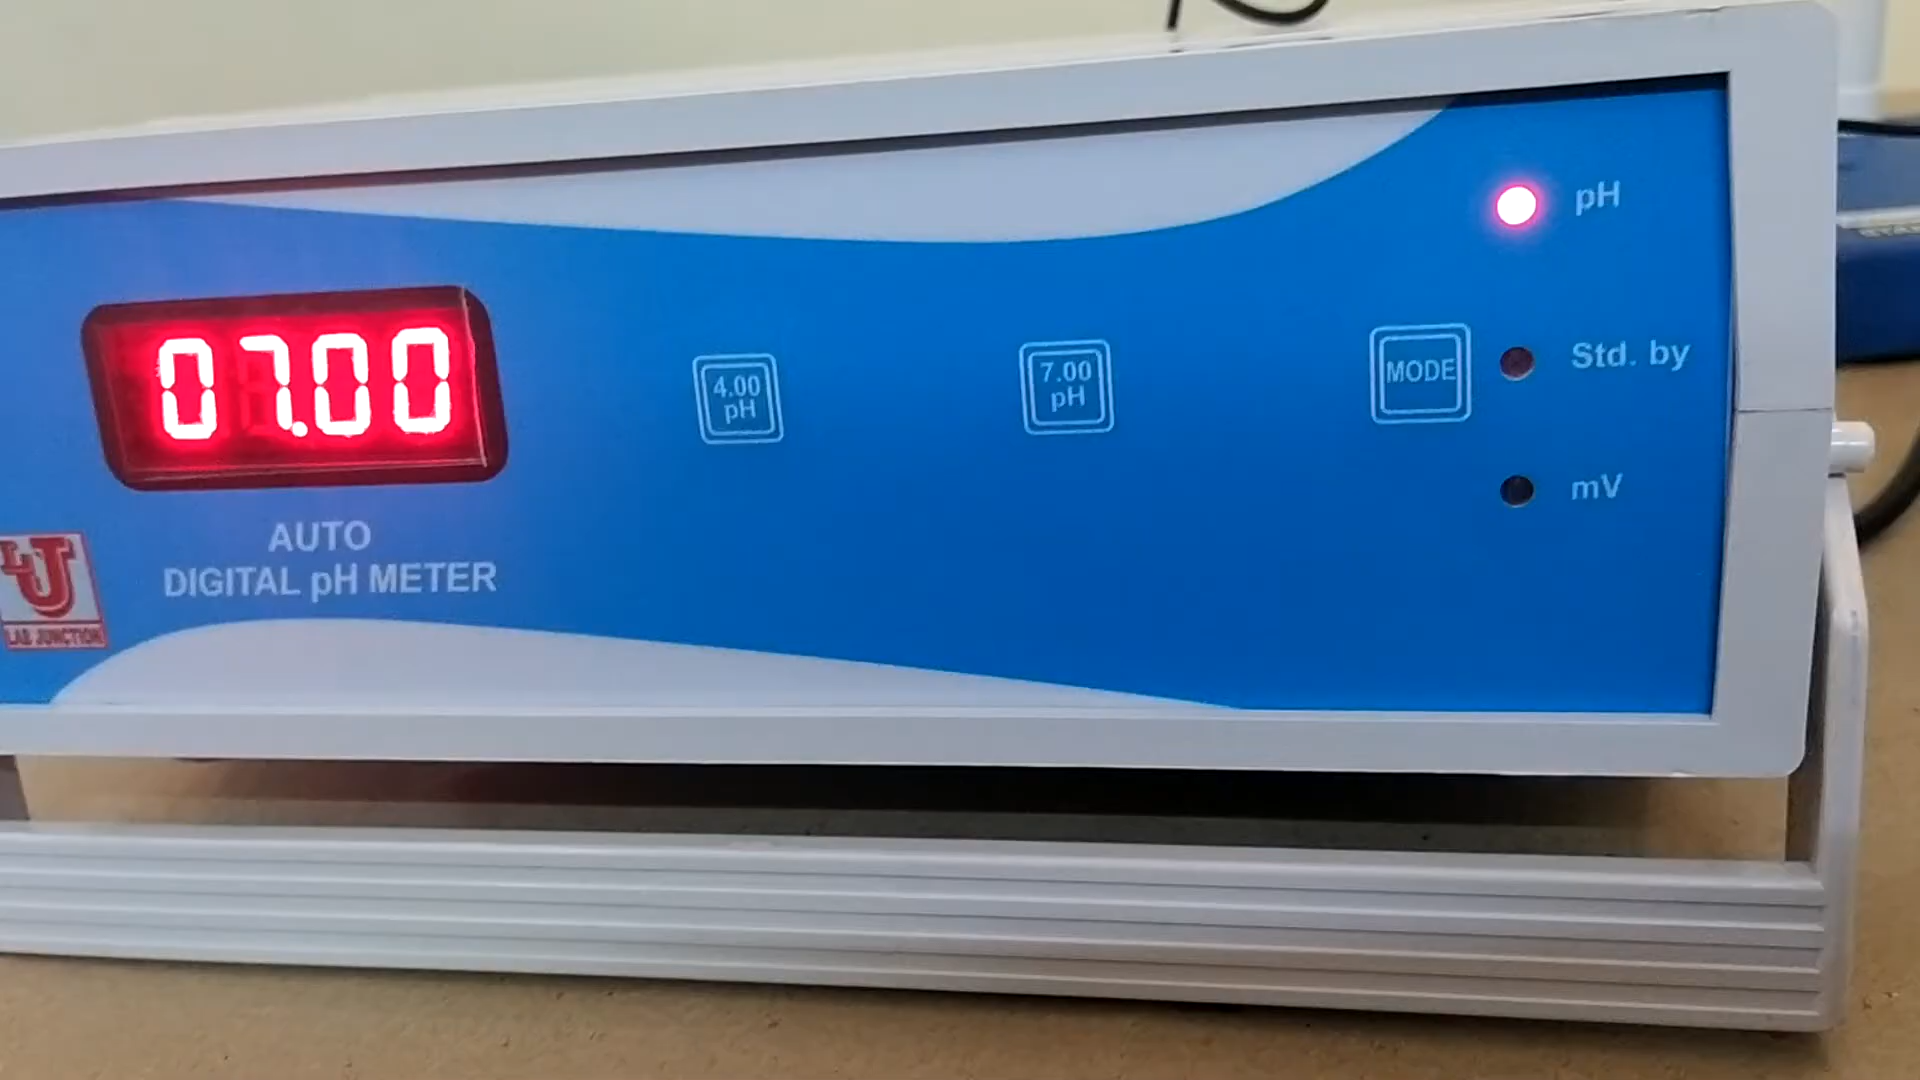 07.00
AUTO
DIGITAL pH METER
LJ
LAB JUNCTION
4.00
pH
7.00
pH
MODE
pH
Std. by
mV